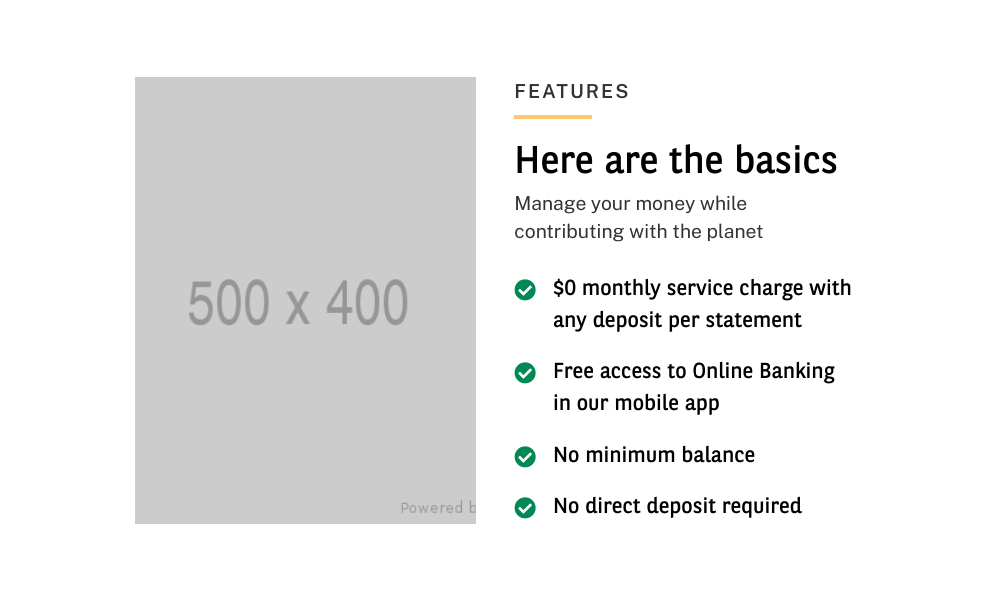 500 x 400
Powered b
FEATURES
Here are the basics
Manage your money while
contributing with the planet
$0 monthly service charge with
any deposit per statement
Free access to Online Banking
in our mobile app
No minimum balance
No direct deposit required